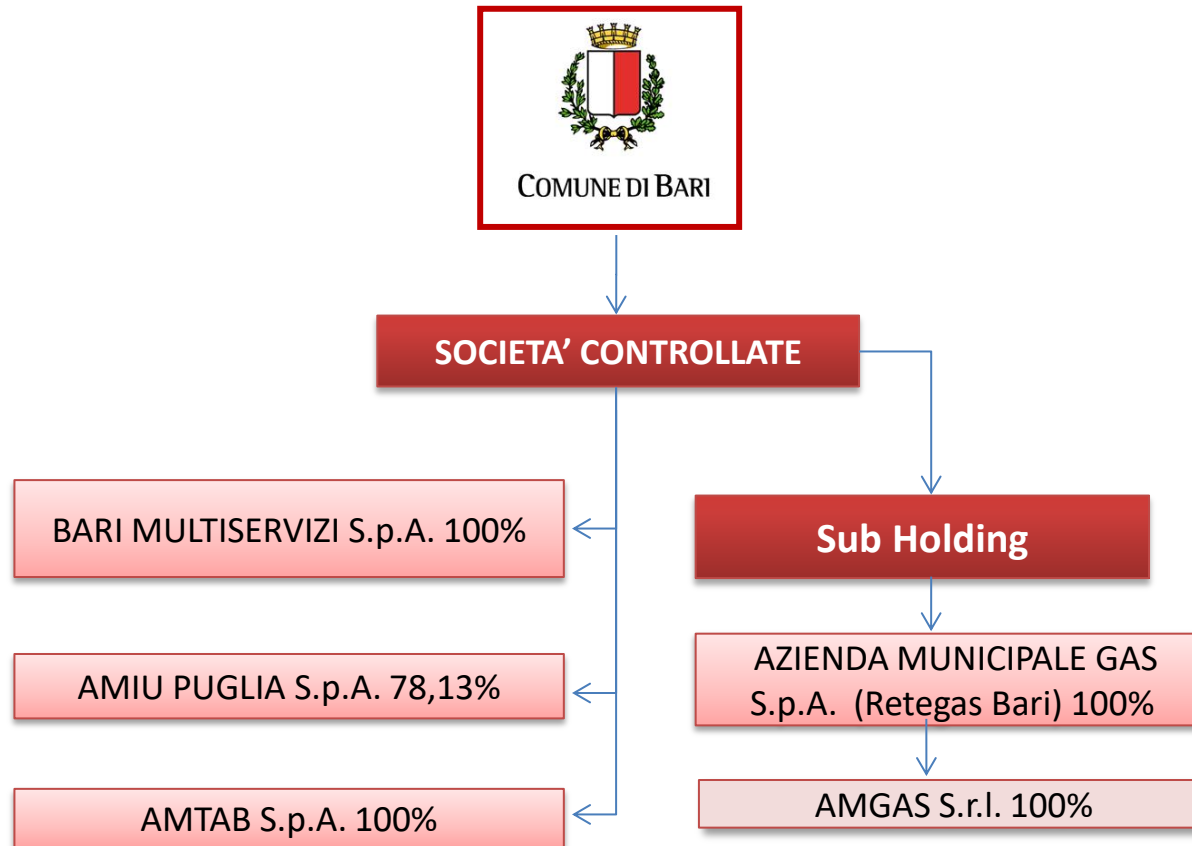 COMUNE DI BARI
SOCIETA’ CONTROLLATE
BARI MULTISERVIZI S.p.A. 100%
AMIU PUGLIA S.p.A. 78,13%
AMTAB S.p.A. 100%
Sub Holding
AZIENDA MUNICIPALE GAS
S.p.A. (Retegas Bari) 100%
AMGAS S.r.l. 100%